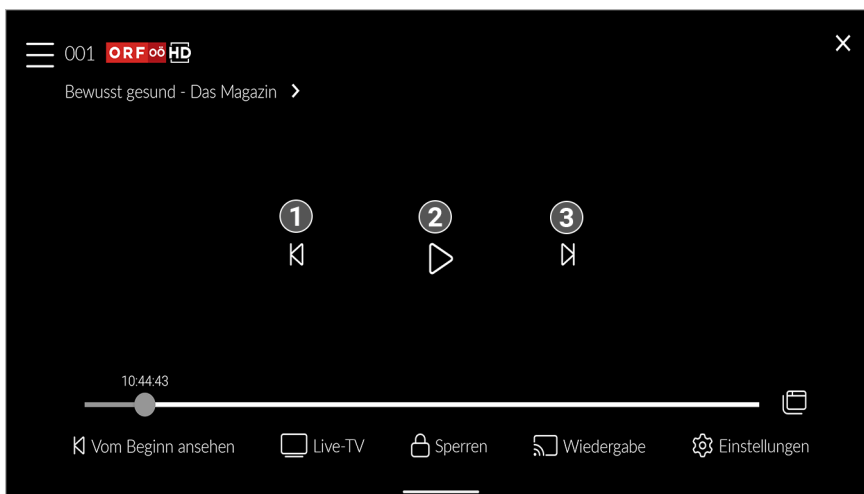 001 ORF OÖ HD
Bewusst gesund - Das Magazin
1 2 3
10:44:43
Vom Beginn ansehen Live-TV Sperren Wiedergabe Einstellungen